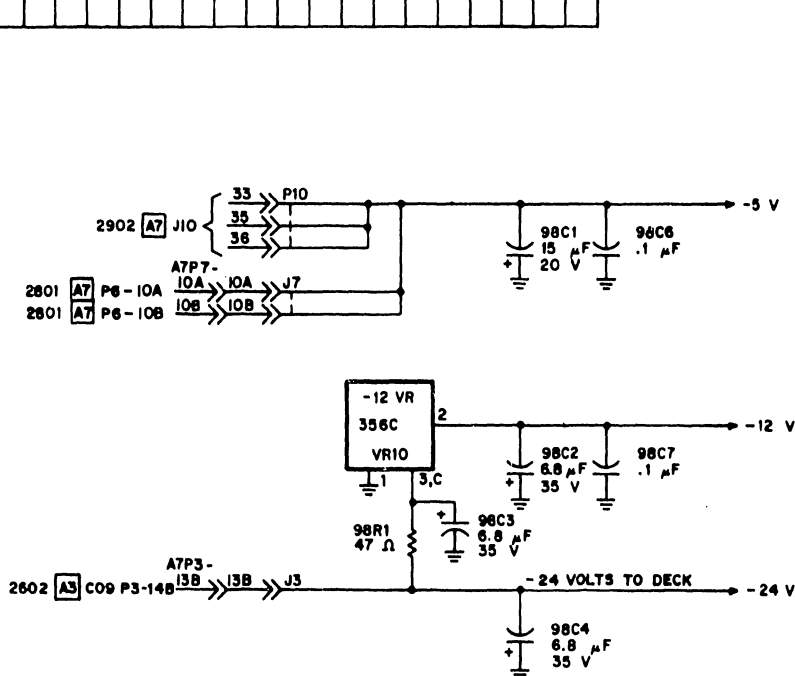 33 P10
2902 A7 J10 35
36
-5 V
98C1
15 µF
20 V
+
98C6
.1 µF
A7P7-
2801 A7 P6-10A 10A 10A J7
2801 A7 P6-10B 10B 10B
-12 VR
356C
VR10
2
1
3,C
-12 V
98C2
6.8 µF
35 V
+
98C7
.1 µF
98R1
47 Ω
+
98C3
6.8 µF
35 V
A7P3-
2602 A3 C09 P3-14B 13B 13B J3
-24 VOLTS TO DECK
-24 V
98C4
6.8 µF
35 V
+